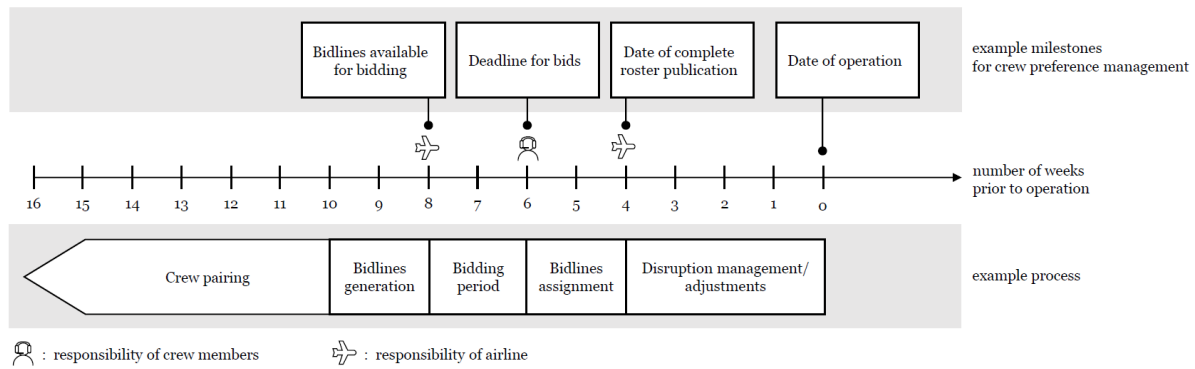 Bidlines available
for bidding
Deadline for bids
Date of complete
roster publication
Date of operation
example milestones
for crew preference management
number of weeks
prior to operation
16 15 14 13 12 11 10 9 8 7 6 5 4 3 2 1 0
Crew pairing
Bidlines
generation
Bidding
period
Bidlines
assignment
Disruption management/
adjustments
example process
: responsibility of crew members
: responsibility of airline